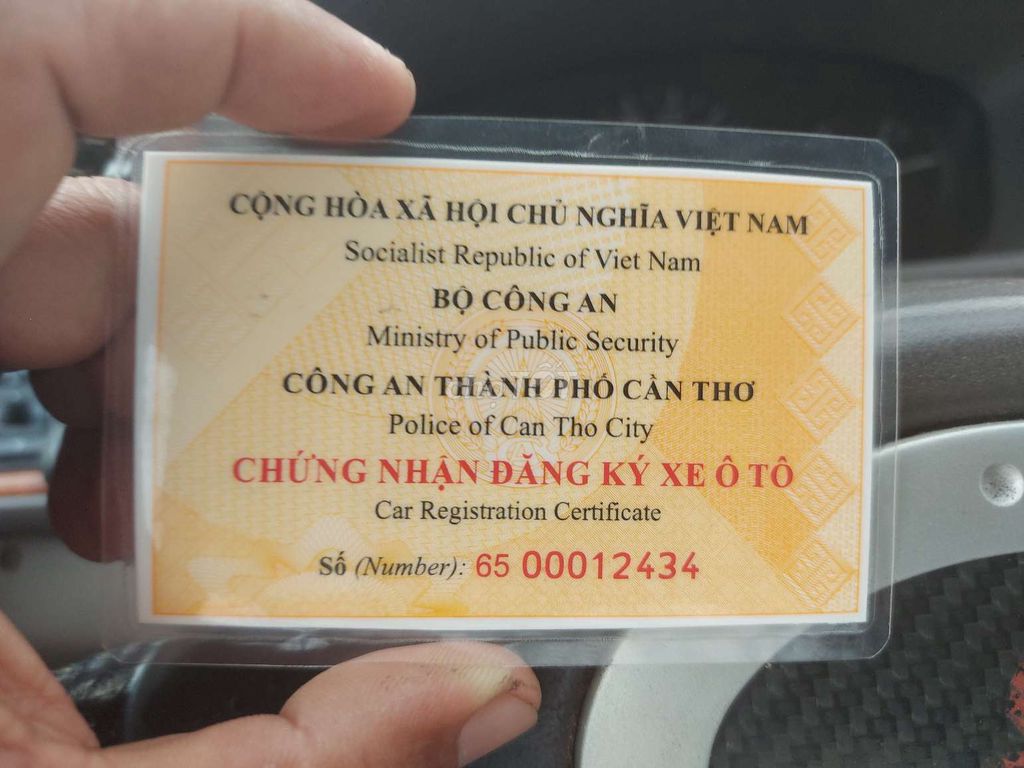 CỘNG HÒA XÃ HỘI CHỦ NGHĨA VIỆT NAM
Socialist Republic of Viet Nam
BỘ CÔNG AN
Ministry of Public Security
CÔNG AN THÀNH PHỐ CẦN THƠ
Police of Can Tho City
CHỨNG NHẬN ĐĂNG KÝ XE Ô TÔ
Car Registration Certificate
Số (Number): 65 00012434